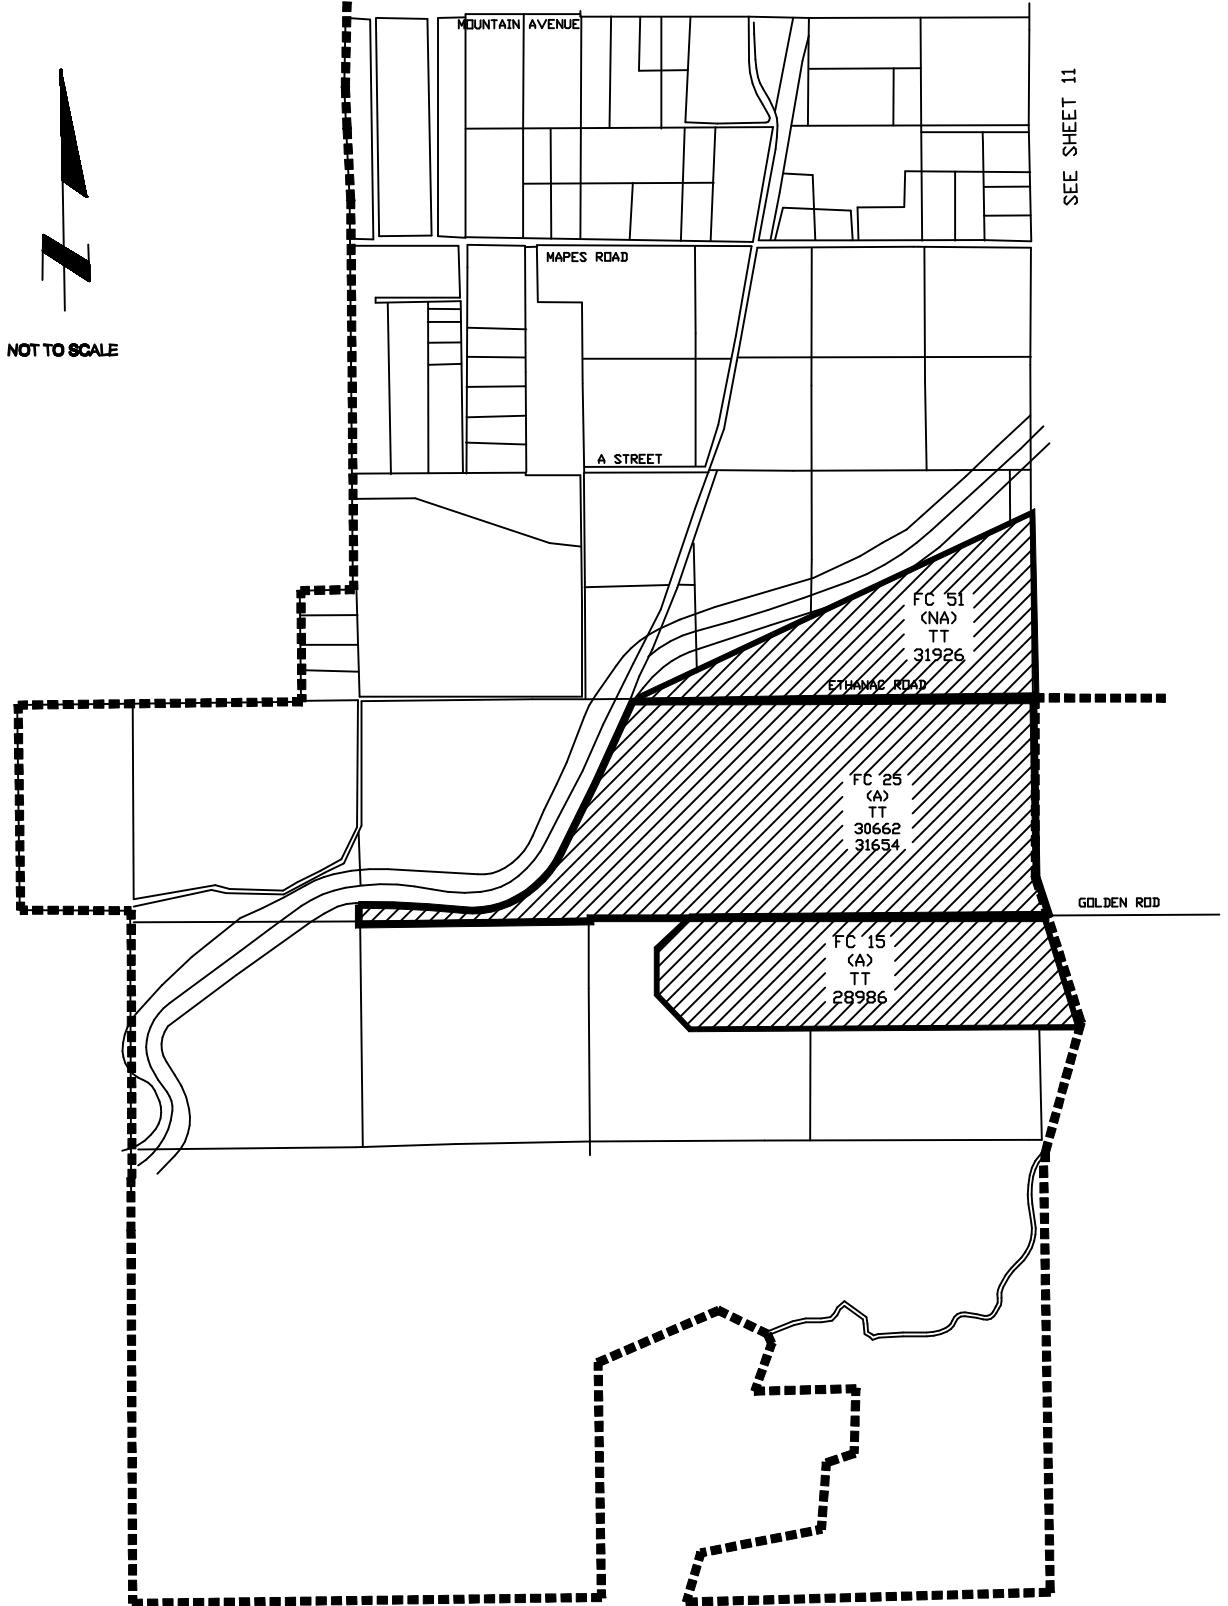 MOUNTAIN AVENUE
SEE SHEET 11
MAPES ROAD
NOT TO SCALE
A STREET
FC 51
(NA)
TT
31926
ETHANAC ROAD
FC 25
(A)
TT
30662
31654
GOLDEN ROD
FC 15
(A)
TT
28986